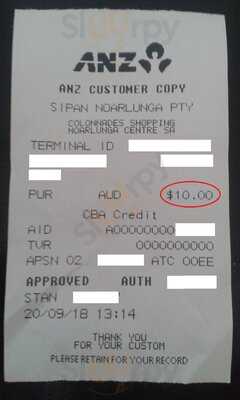 ANZ
ANZ CUSTOMER COPY
SIPAN NOARLUNGA PTY
COLONNADES SHOPPING
NOARLUNGA CENTRE SA
TERMINAL ID
PUR AUD $10.00
CBA Credit
AID A00000000
TVR 0000000000
APSN 02 ATC 00EE
APPROVED AUTH
STAN
20/09/18 13:14
THANK YOU
FOR YOUR CUSTOM
PLEASE RETAIN FOR YOUR RECORD